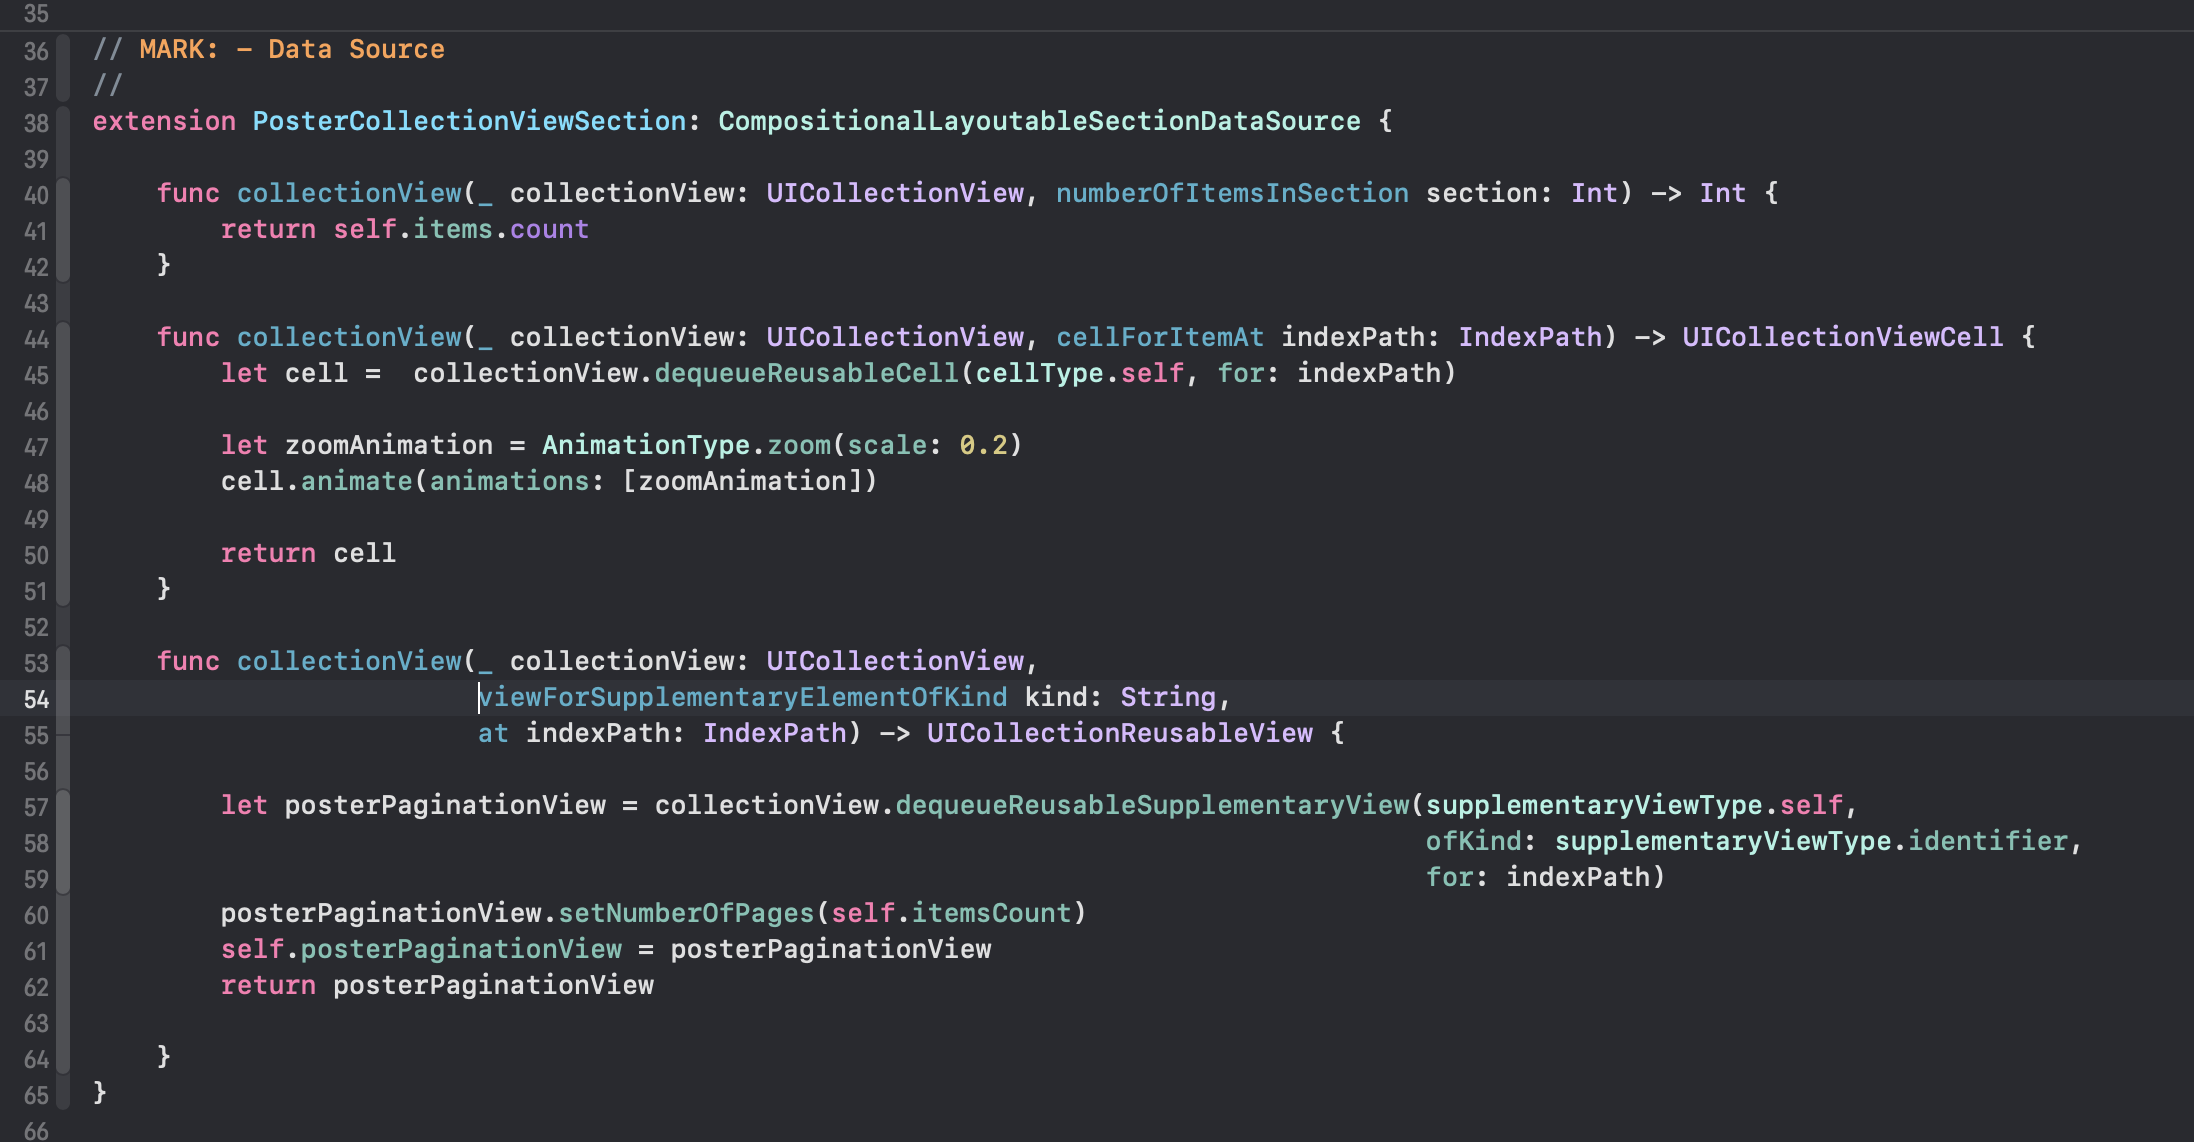 35
36 // MARK: - Data Source
37 //
38 extension PosterCollectionViewSection: CompositionalLayoutableSectionDataSource {
39
40     func collectionView(_ collectionView: UICollectionView, numberOfItemsInSection section: Int) -> Int {
41         return self.items.count
42     }
43
44     func collectionView(_ collectionView: UICollectionView, cellForItemAt indexPath: IndexPath) -> UICollectionViewCell {
45         let cell =  collectionView.dequeueReusableCell(cellType.self, for: indexPath)
46
47         let zoomAnimation = AnimationType.zoom(scale: 0.2)
48         cell.animate(animations: [zoomAnimation])
49
50         return cell
51     }
52
53     func collectionView(_ collectionView: UICollectionView,
54                         viewForSupplementaryElementOfKind kind: String,
55                         at indexPath: IndexPath) -> UICollectionReusableView {
56
57         let posterPaginationView = collectionView.dequeueReusableSupplementaryView(supplementaryViewType.self,
58                                                                                    ofKind: supplementaryViewType.identifier,
59                                                                                    for: indexPath)
60         posterPaginationView.setNumberOfPages(self.itemsCount)
61         self.posterPaginationView = posterPaginationView
62         return posterPaginationView
63
64     }
65 }
66